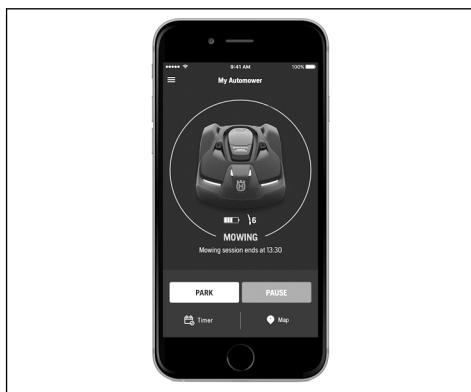 9:41 AM 100%
My Automower
6
MOWING
Mowing session ends at 13:30
PARK PAUSE
Timer Map